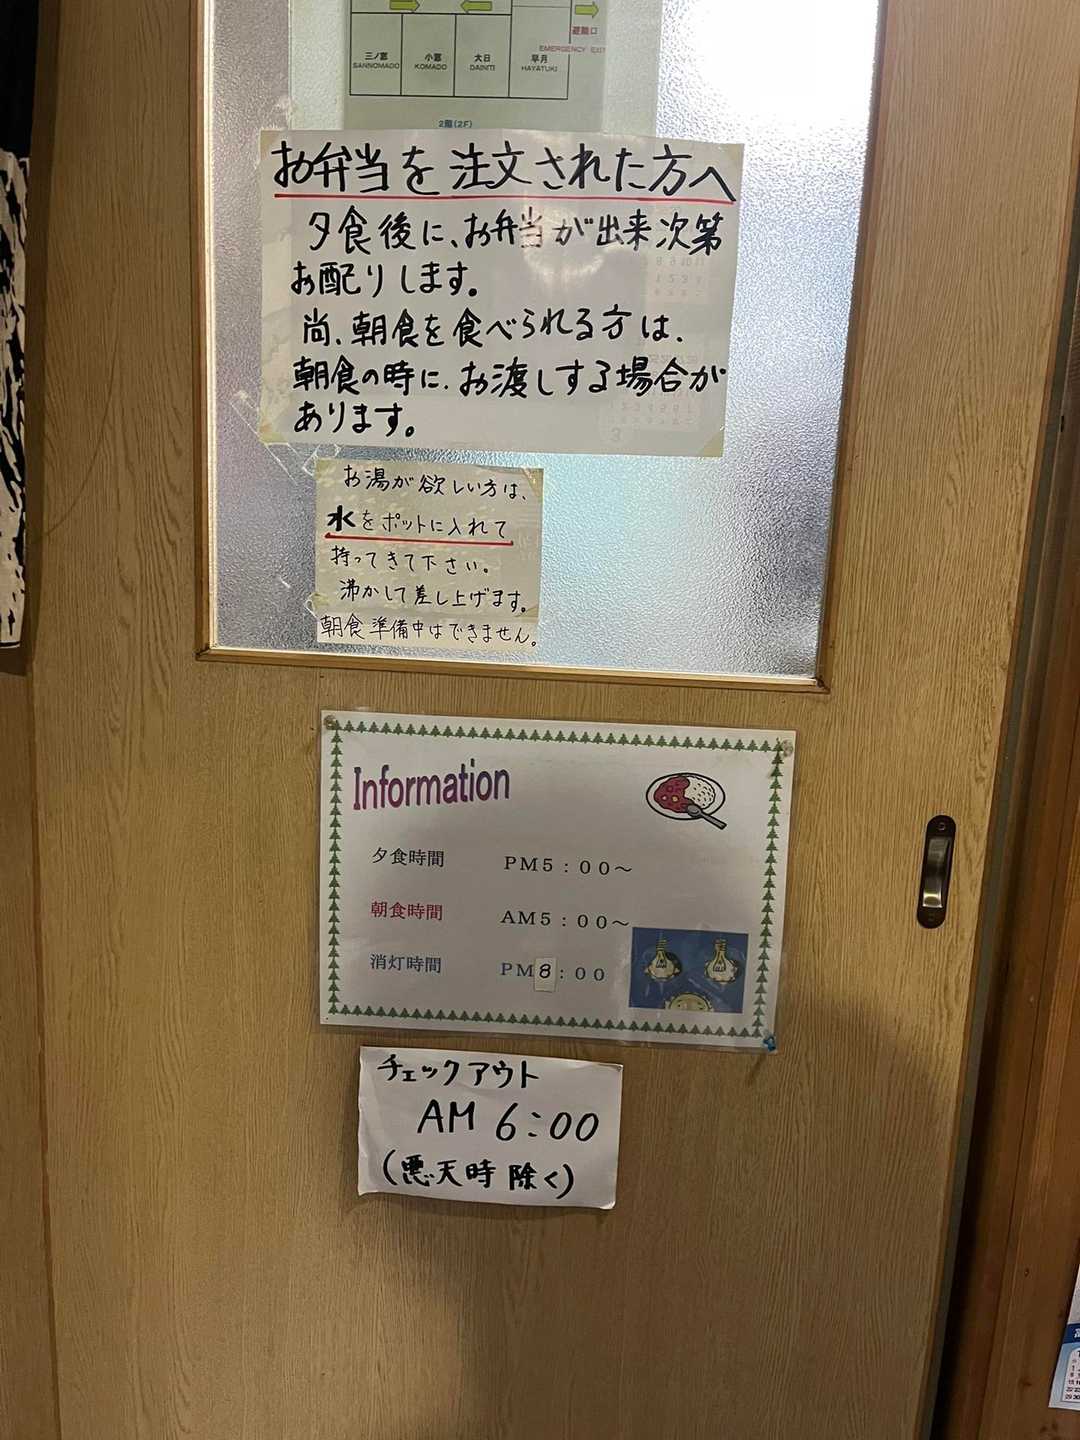 三ノ窓
SANNOMADO
小窓
KOMADO
大日
DAINITI
早月
HAYATUKI
避難口
EMERGENCY EXIT
2階(2F)
お弁当を注文された方へ
夕食後に、お弁当が出来次第
お配りします。
尚、朝食を食べられる方は、
朝食の時に、お渡しする場合が
あります。
お湯が欲しい方は、
水をポットに入れて
持ってきて下さい。
沸かして差し上げます。
朝食準備中はできません。
Information
夕食時間 PM5:00~
朝食時間 AM5:00~
消灯時間 PM8:00
チェックアウト
AM 6:00
(悪天時除く)